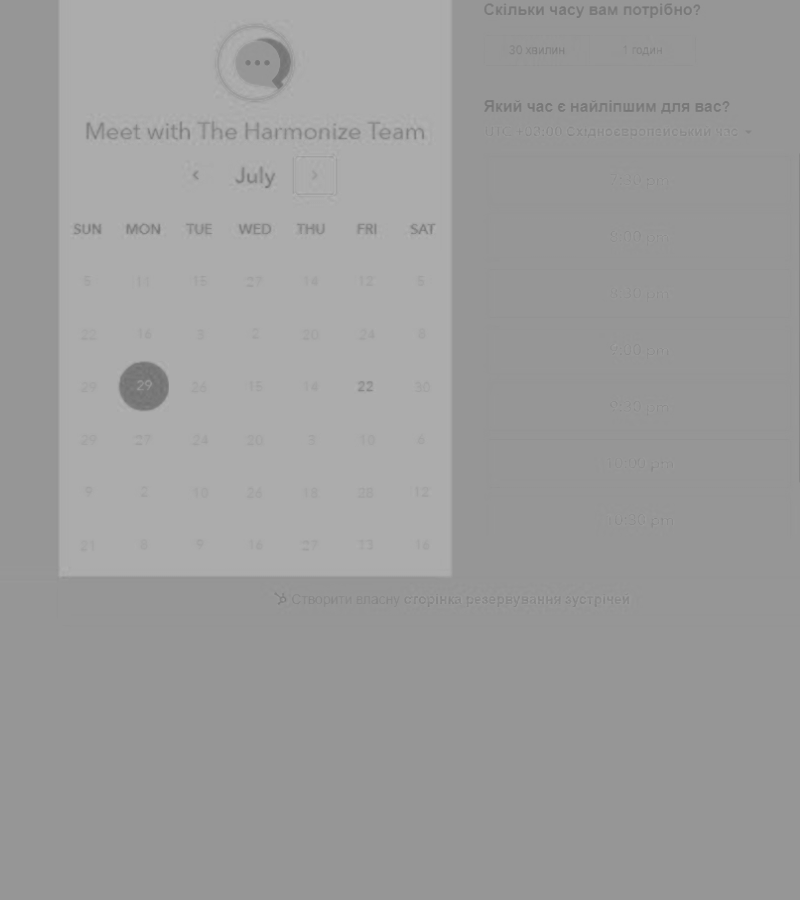 Meet with The Harmonize Team
July
SUN MON TUE WED THU FRI SAT
5 11 15 27 19 12 5
22 16 3 2 20 24 8
29 29 26 15 14 22 30
29 27 24 20 3 10 6
9 2 10 26 18 28 12
21 8 9 16 27 13 16
Скільки часу вам потрібно?
30 хвилин 1 годин
Який час є найліпшим для вас?
UTC +03:00 Східноєвропейський час
7:30 pm
8:00 pm
8:30 pm
9:00 pm
9:30 pm
10:00 pm
10:30 pm
Створити власну сторінка резервування зустрічей